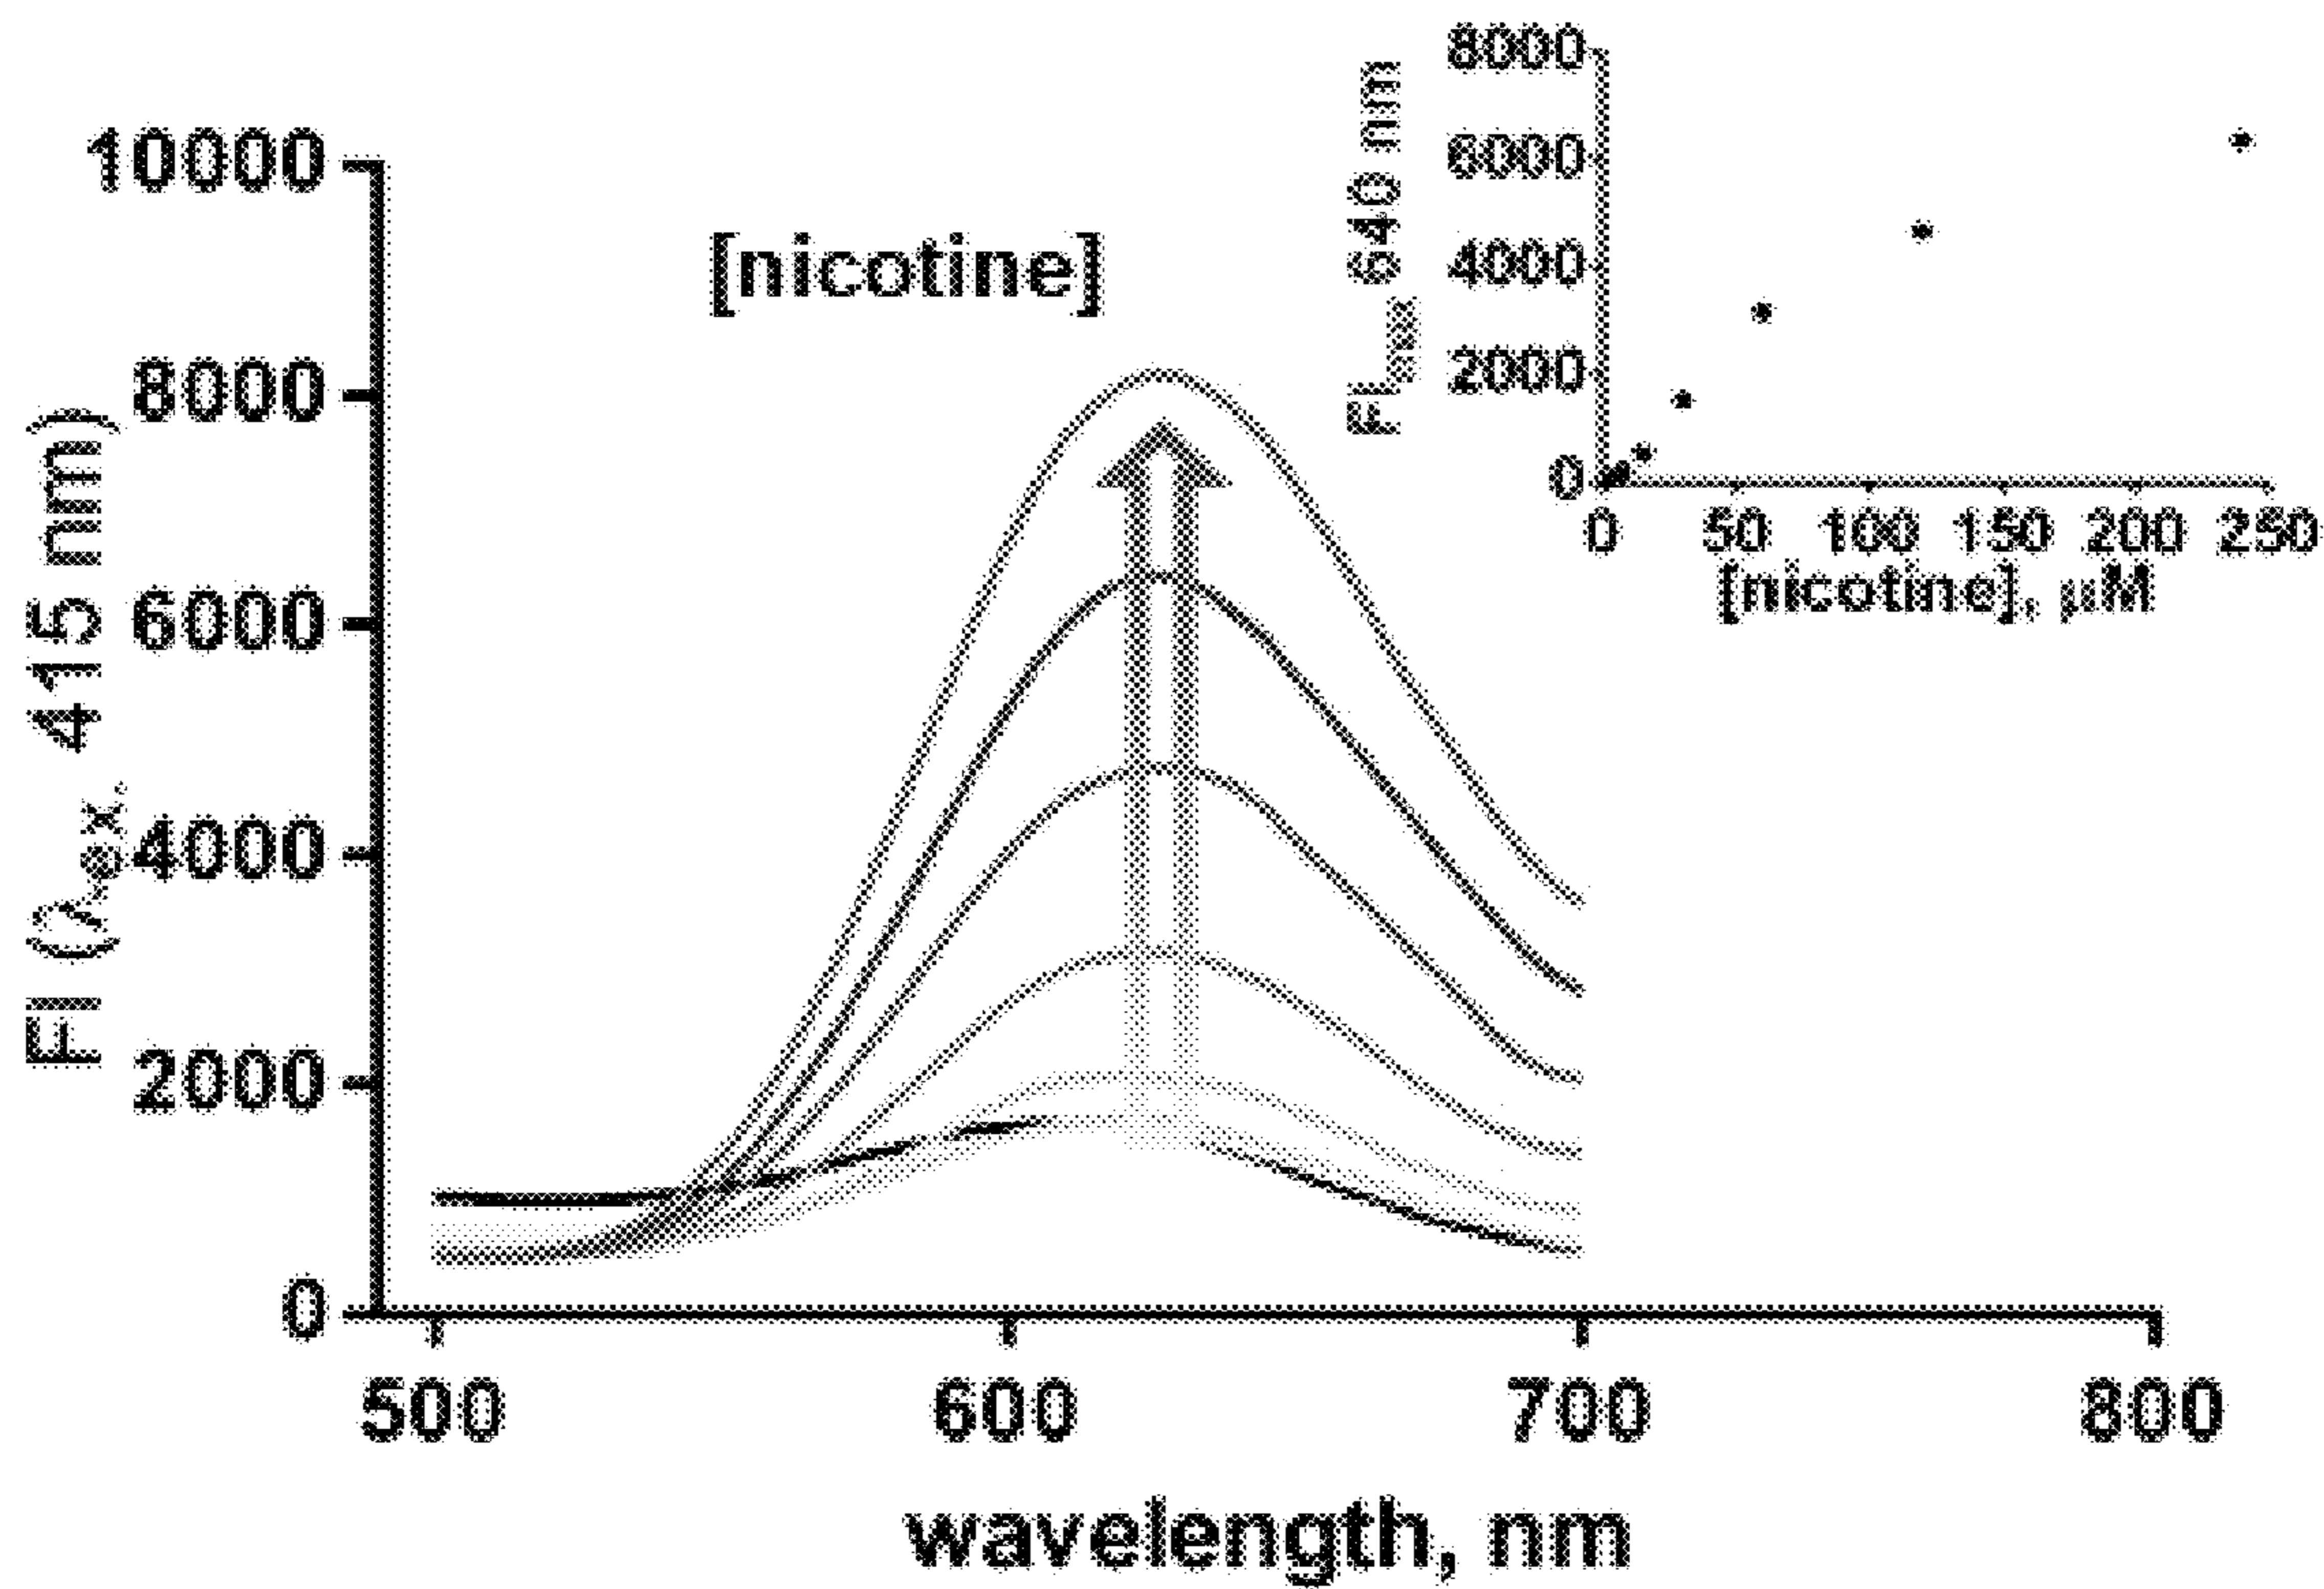 FI (λex. 415 nm)
10000
8000
6000
4000
2000
0
500 600 700 800
wavelength, nm
[nicotine]
FLmax 640 nm
8000
6000
4000
2000
0
0 50 100 150 200 250
[nicotine], μM